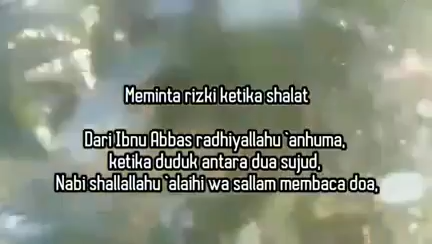 Meminta rizki ketika shalat
Dari Ibnu Abbas radhiyallahu `anhuma,
ketika duduk antara dua sujud,
Nabi shallallahu `alaihi wa sallam membaca doa,